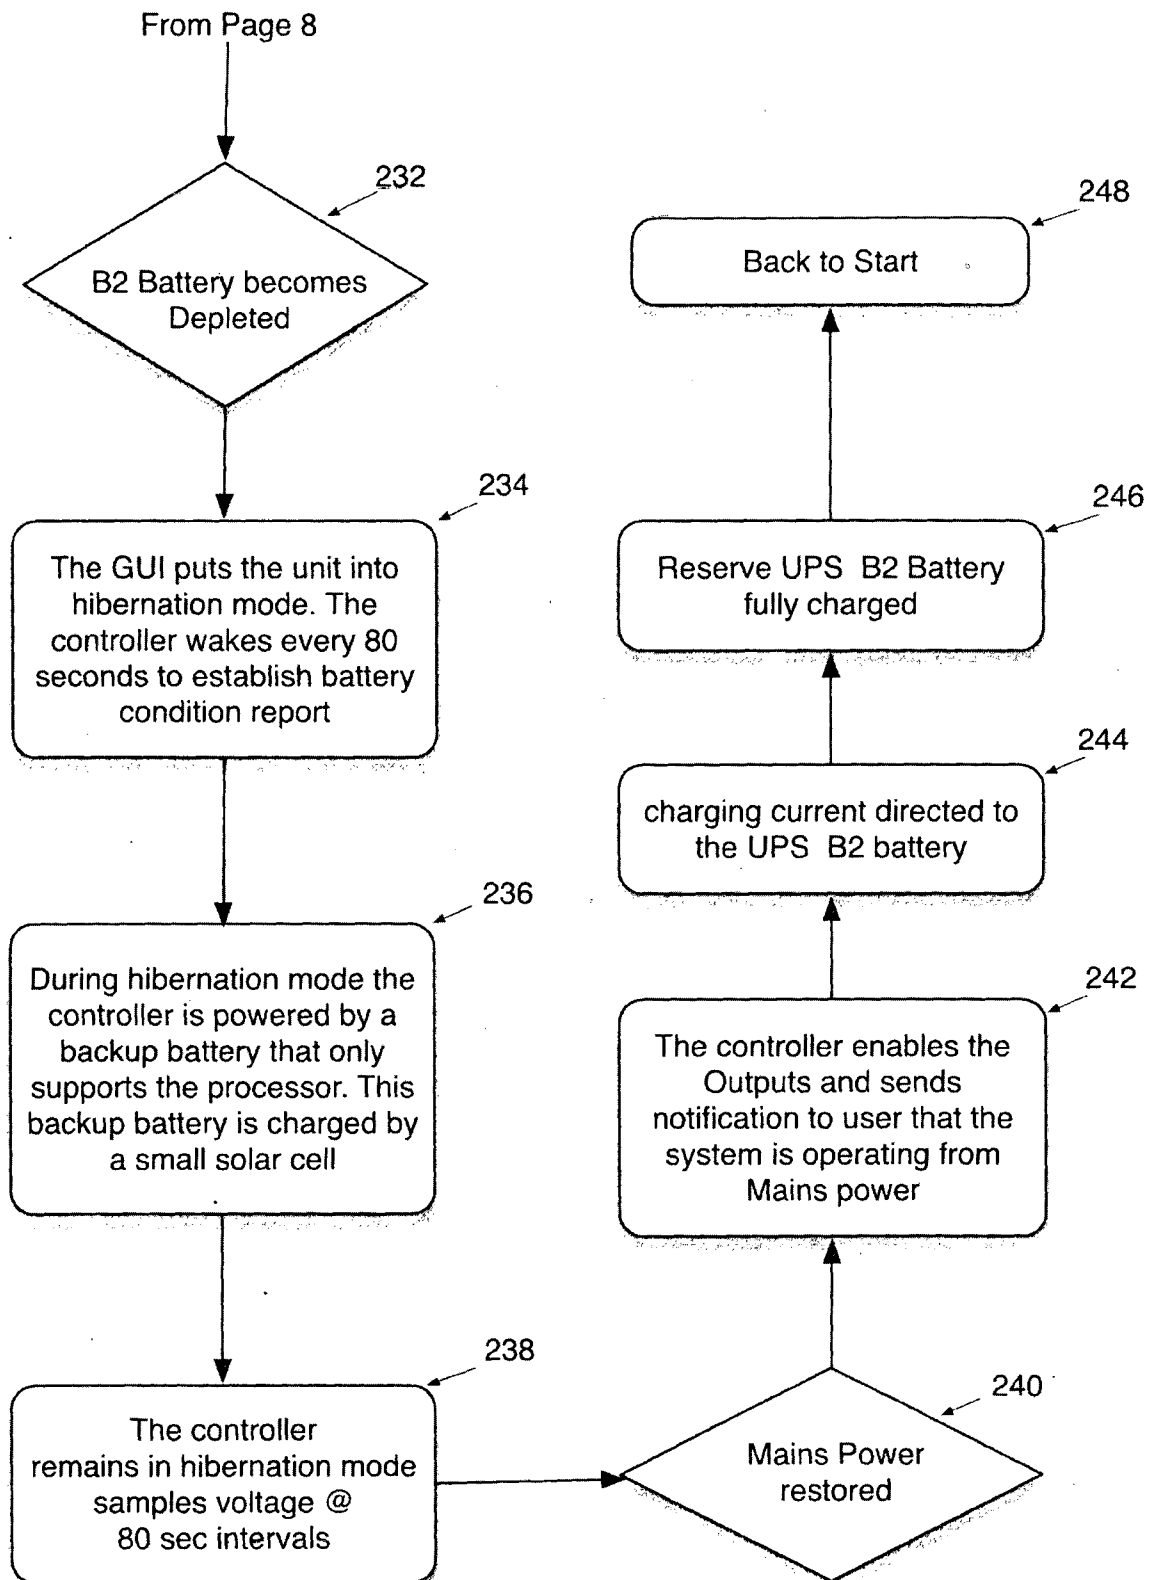 From Page 8
232
B2 Battery becomes
Depleted
234
The GUI puts the unit into
hibernation mode. The
controller wakes every 80
seconds to establish battery
condition report
236
During hibernation mode the
controller is powered by a
backup battery that only
supports the processor. This
backup battery is charged by
a small solar cell
238
The controller
remains in hibernation mode
samples voltage @
80 sec intervals
240
Mains Power
restored
242
The controller enables the
Outputs and sends
notification to user that the
system is operating from
Mains power
244
charging current directed to
the UPS B2 battery
246
Reserve UPS B2 Battery
fully charged
248
Back to Start